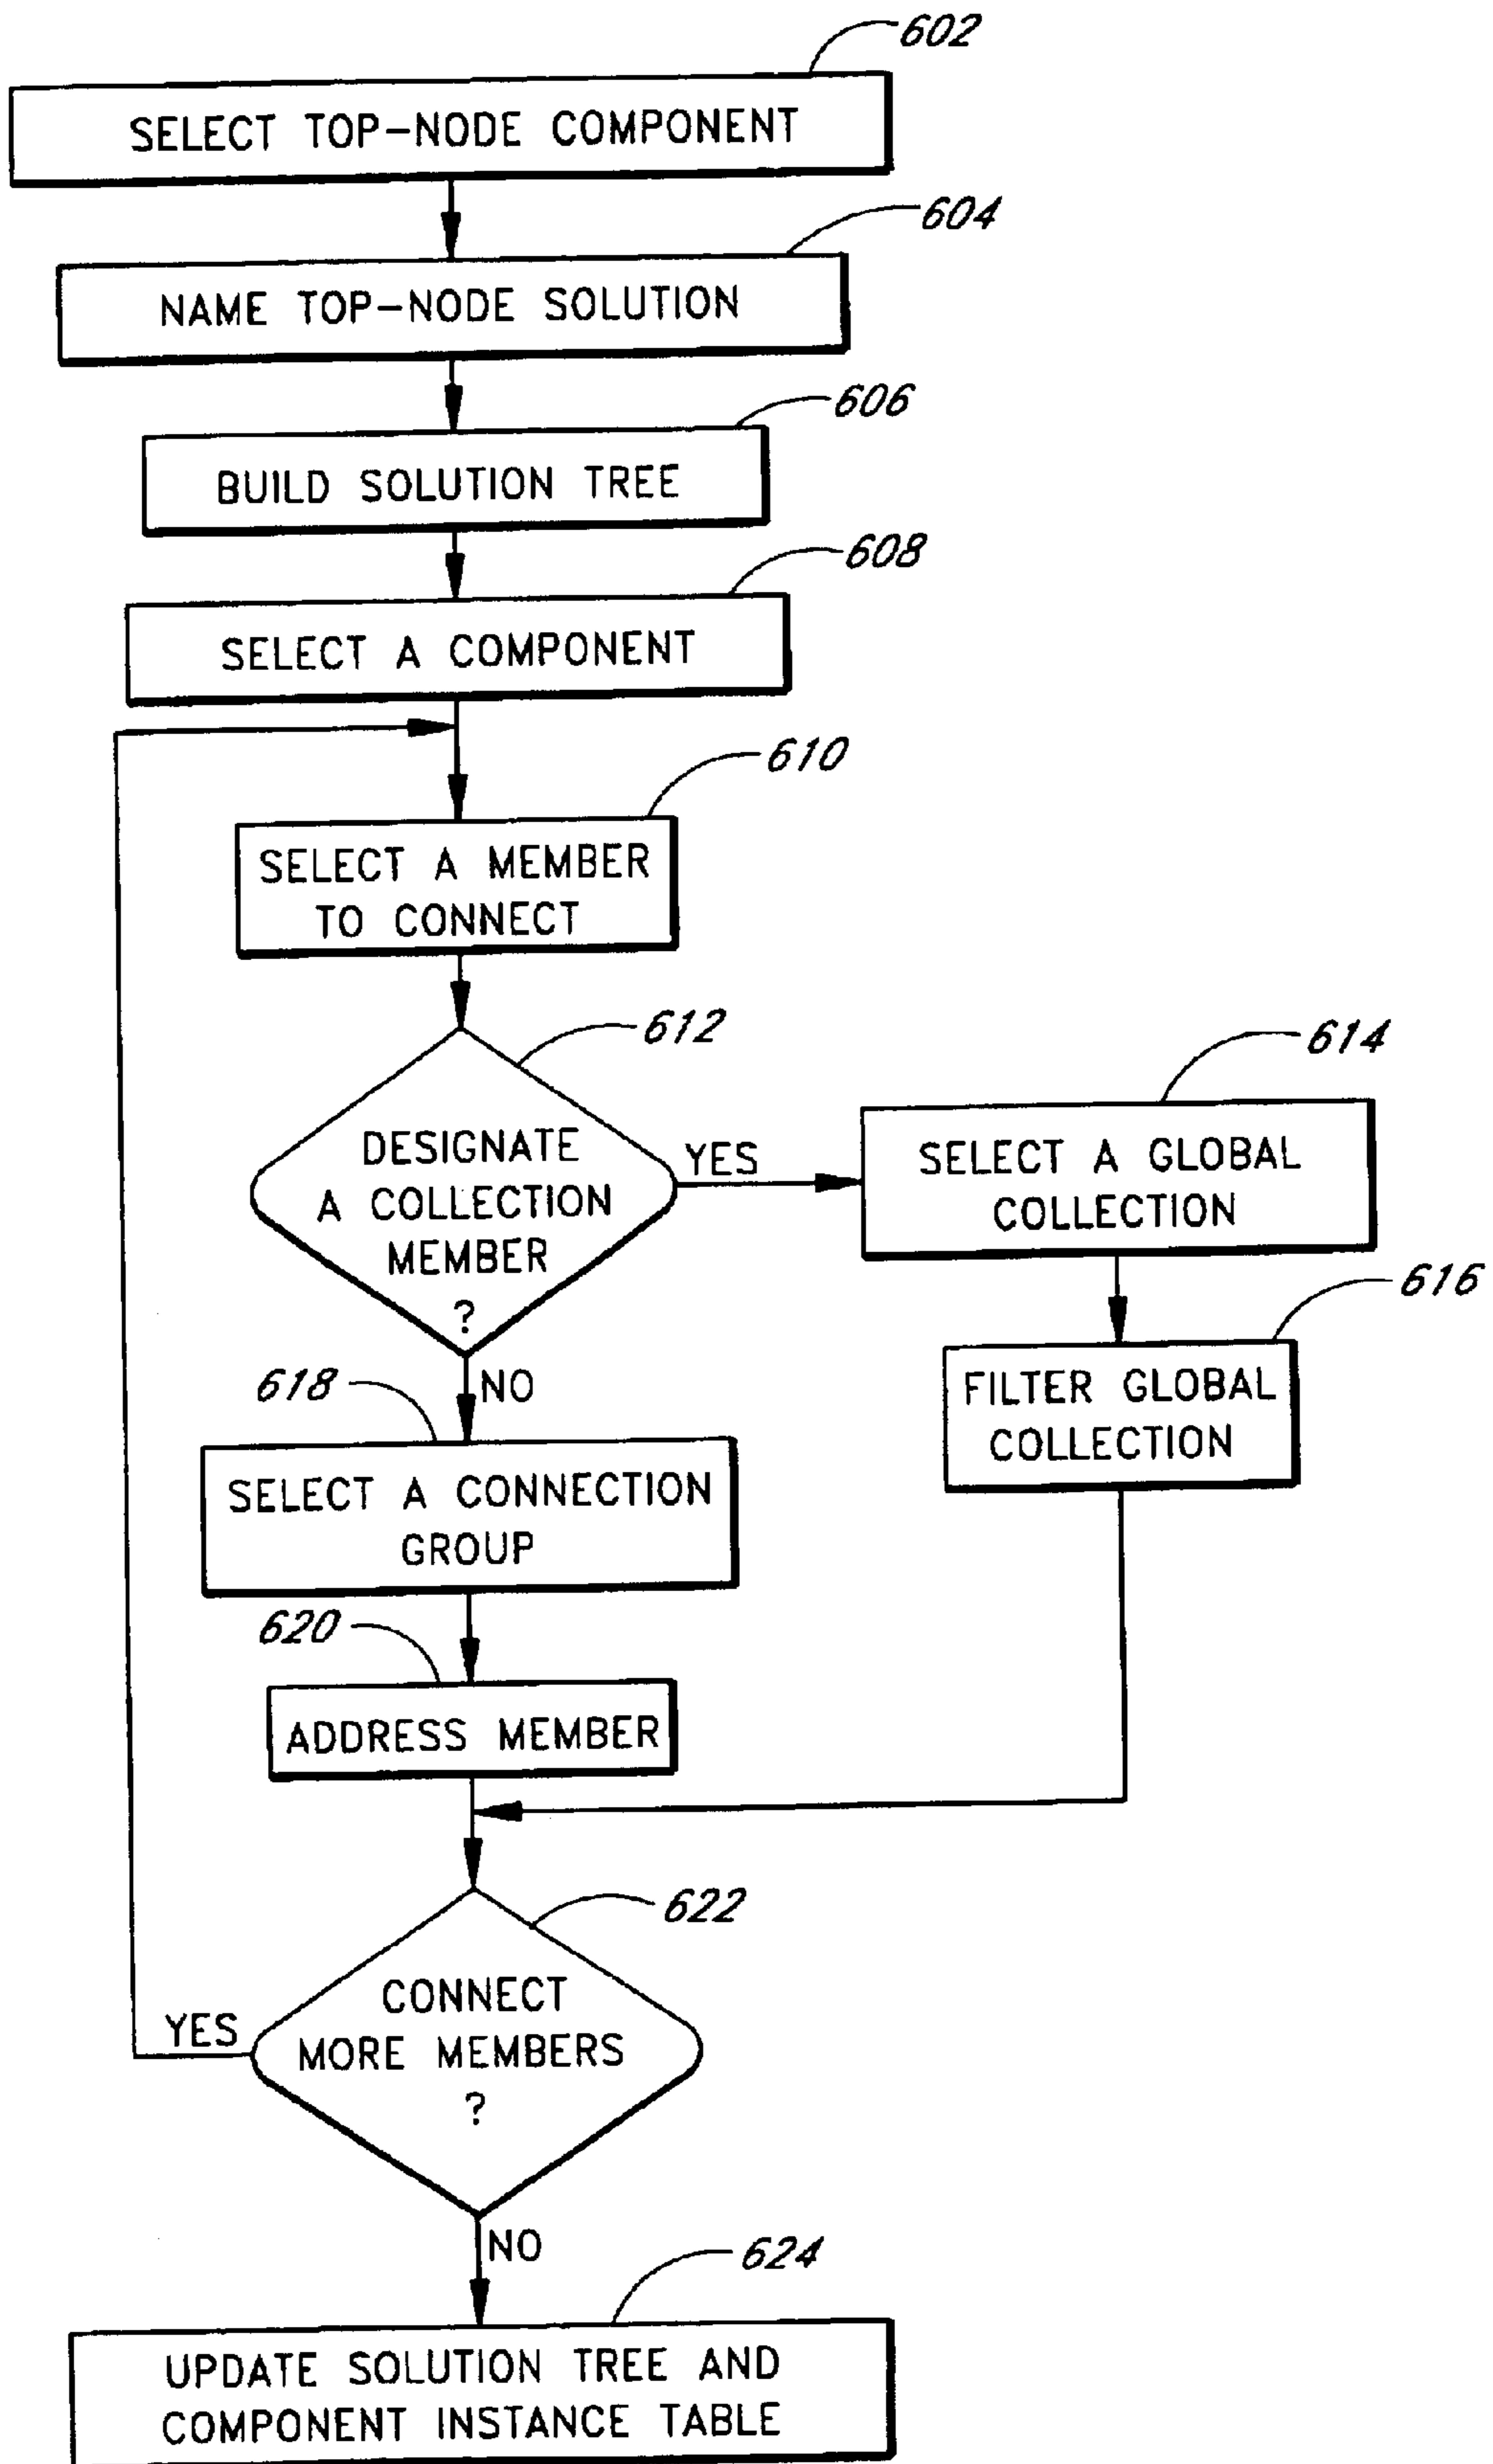 602
SELECT TOP-NODE COMPONENT
604
NAME TOP-NODE SOLUTION
606
BUILD SOLUTION TREE
608
SELECT A COMPONENT
610
SELECT A MEMBER
TO CONNECT
612
DESIGNATE
A COLLECTION
MEMBER
?
YES
614
SELECT A GLOBAL
COLLECTION
616
FILTER GLOBAL
COLLECTION
NO
618
SELECT A CONNECTION
GROUP
620
ADDRESS MEMBER
622
CONNECT
MORE MEMBERS
?
YES
NO
624
UPDATE SOLUTION TREE AND
COMPONENT INSTANCE TABLE